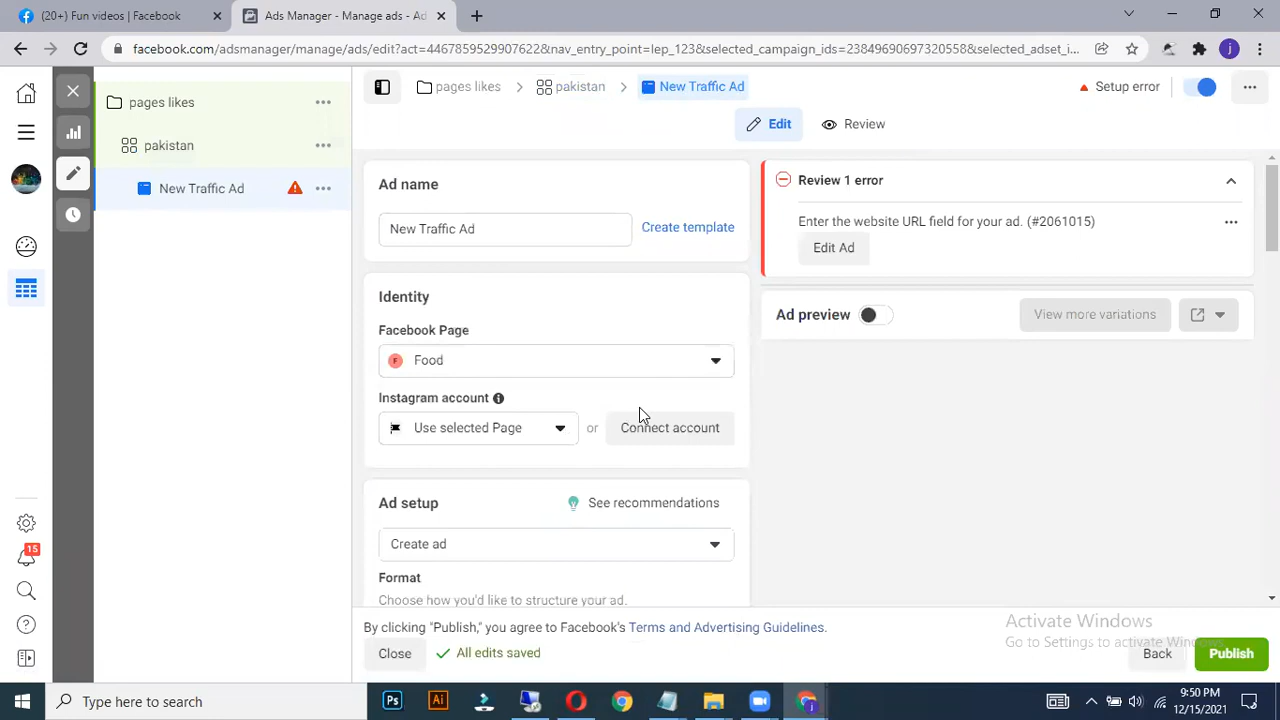 (20+) Fun videos | Facebook
Ads Manager - Manage ads - Ad
facebook.com/adsmanager/manage/ads/edit?act=446785952990762​2&nav_entry_point=lep_123&selected_campaign_ids=23849690697320558&selected_adset_i...
j
pages likes
pakistan
New Traffic Ad
pages likes > pakistan > New Traffic Ad
Setup error
Edit
Review
Ad name
New Traffic Ad
Create template
Identity
Facebook Page
F Food
Instagram account
Use selected Page
or
Connect account
Ad setup
See recommendations
Create ad
Format
Choose how you'd like to structure your ad.
Review 1 error
Enter the website URL field for your ad. (#2061015)
Edit Ad
Ad preview
View more variations
15
By clicking "Publish," you agree to Facebook's Terms and Advertising Guidelines.
Close
All edits saved
Activate Windows
Go to Settings to activate Windows.
Back
Publish
Type here to search
Ps
Ai
j
9:50 PM
12/15/2021